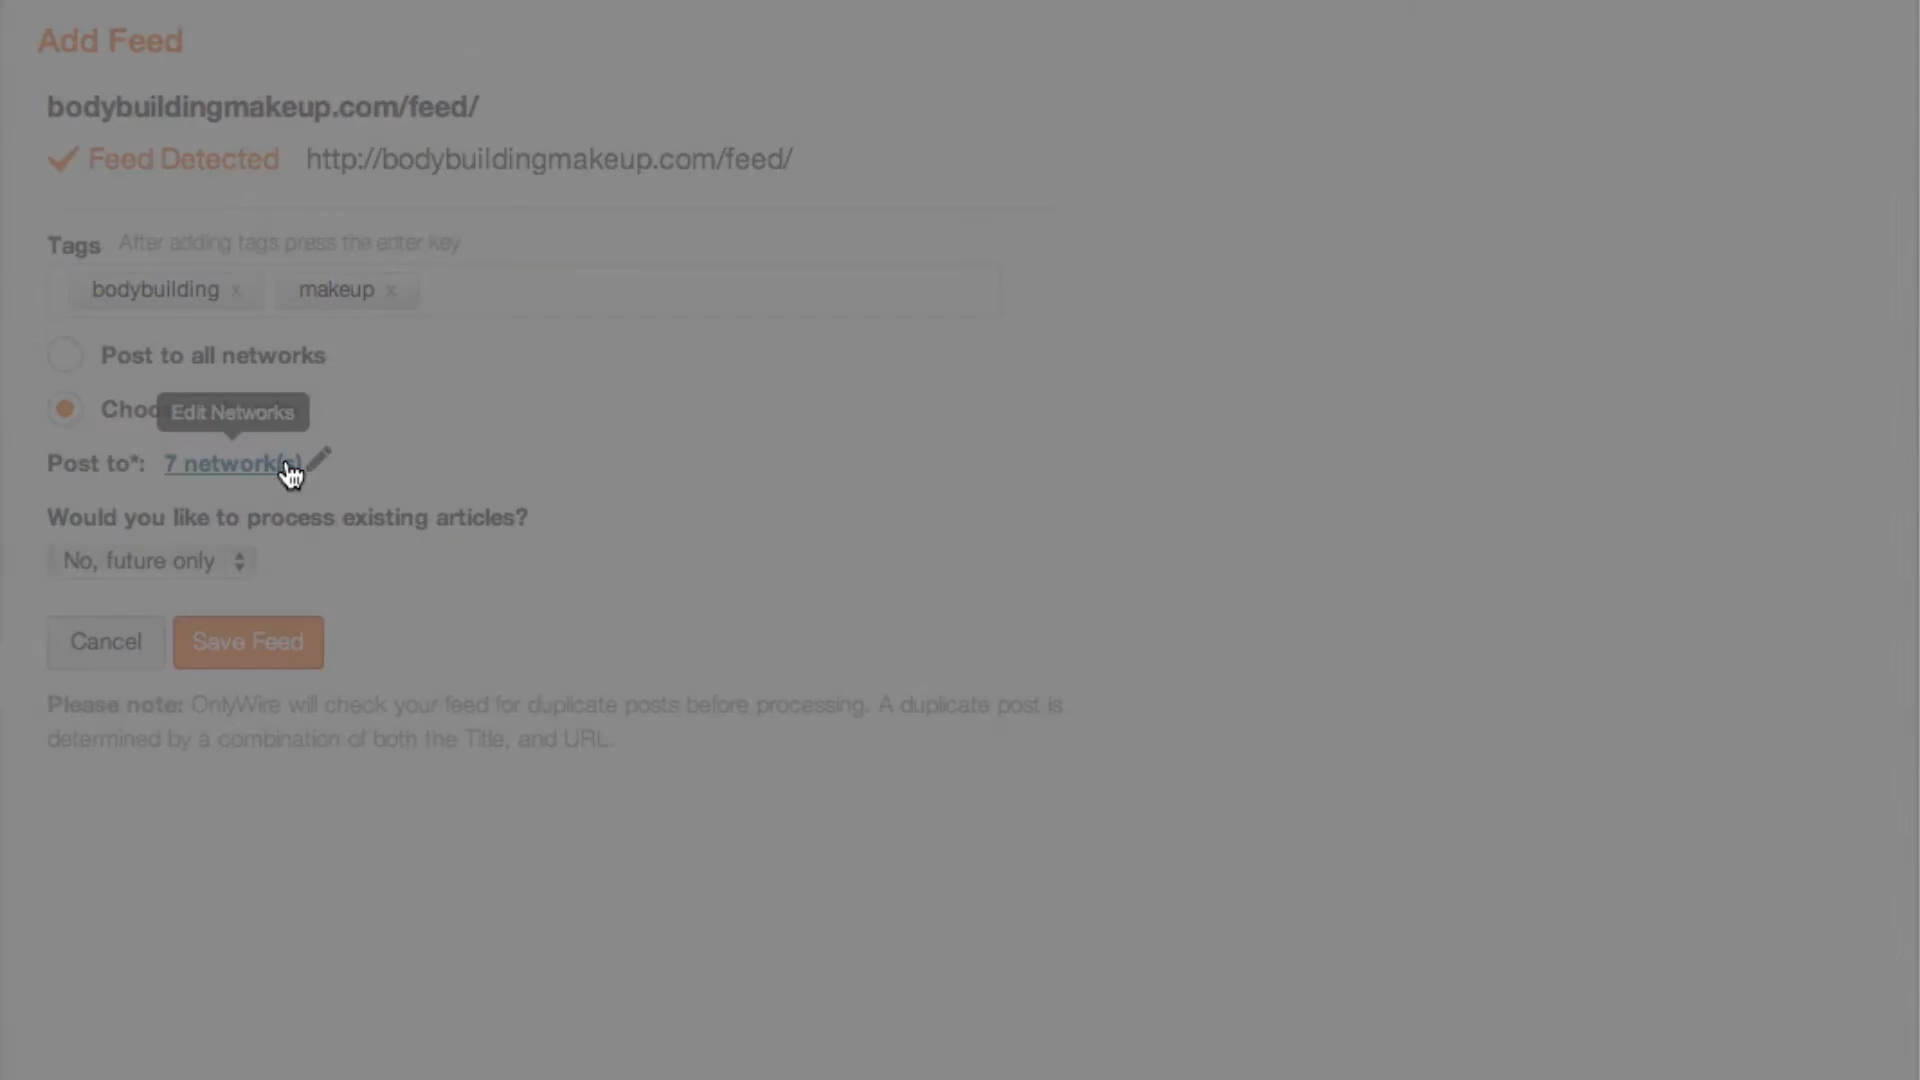 Add Feed
bodybuildingmakeup.com/feed/
Feed Detected http://bodybuildingmakeup.com/feed/
Tags After adding tags press the enter key
bodybuilding x makeup x
Post to all networks
Edit Networks
Post to*: 7 network(s)
Would you like to process existing articles?
No, future only
Cancel Save Feed
Please note: OnlyWire will check your feed for duplicate posts before processing. A duplicate post is
determined by a combination of both the Title, and URL.